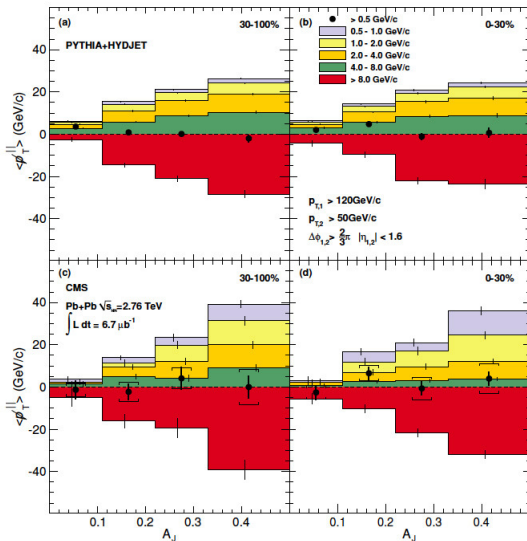 (a) 30-100%
PYTHIA+HYDJET
(b) 0-30%
> 0.5 GeV/c
0.5 - 1.0 GeV/c
1.0 - 2.0 GeV/c
2.0 - 4.0 GeV/c
4.0 - 8.0 GeV/c
> 8.0 GeV/c
40
20
0
-20
-40
<p̸_T^||> (GeV/c)
p_T,1 > 120GeV/c
p_T,2 > 50GeV/c
Δϕ_1,2 > 2/3 π |η_1,2| < 1.6
(c) 30-100%
CMS
Pb+Pb √s_NN=2.76 TeV
∫ L dt = 6.7 μb^-1
(d) 0-30%
40
20
0
-20
-40
<p̸_T^||> (GeV/c)
0.1 0.2 0.3 0.4
A_J
0.1 0.2 0.3 0.4
A_J